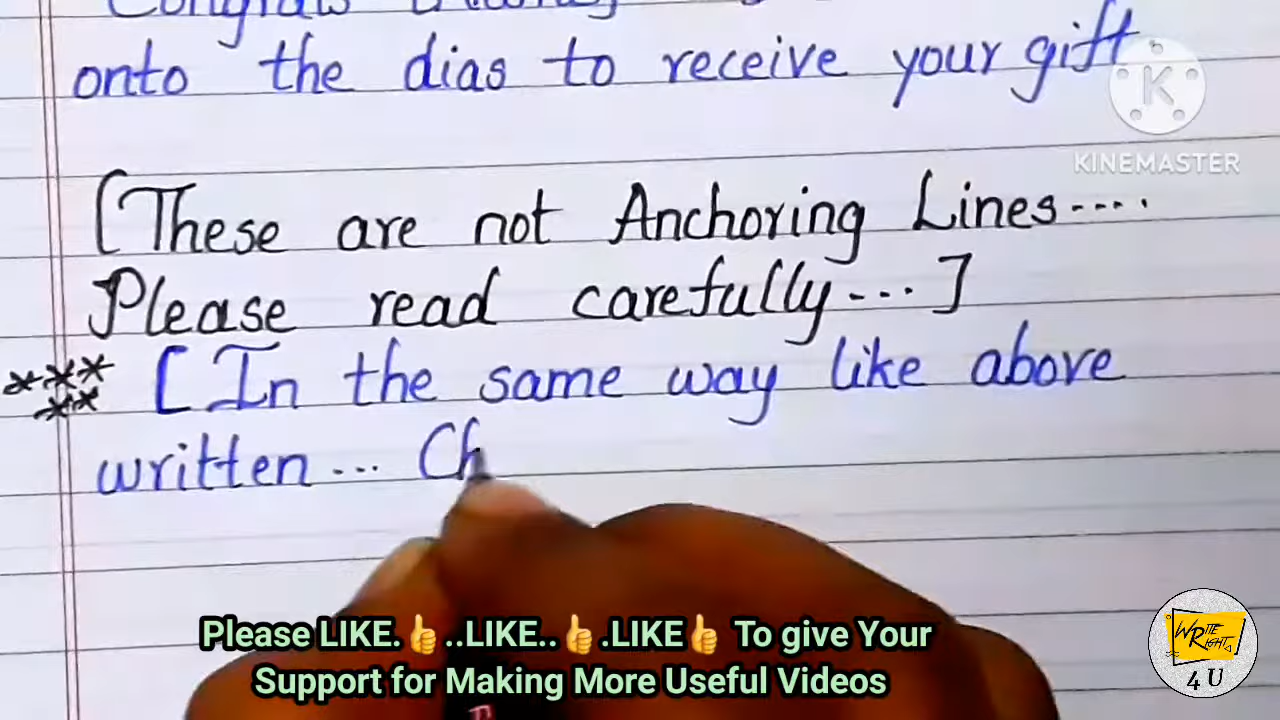 onto the dias to receive your gift
KINEMASTER
[These are not Anchoring Lines....
Please read carefully...]
*** ** [In the same way like above
written... Ch
Please LIKE.👍..LIKE..👍.LIKE👍 To give Your
Support for Making More Useful Videos
WRITE
RIGHT
4 U